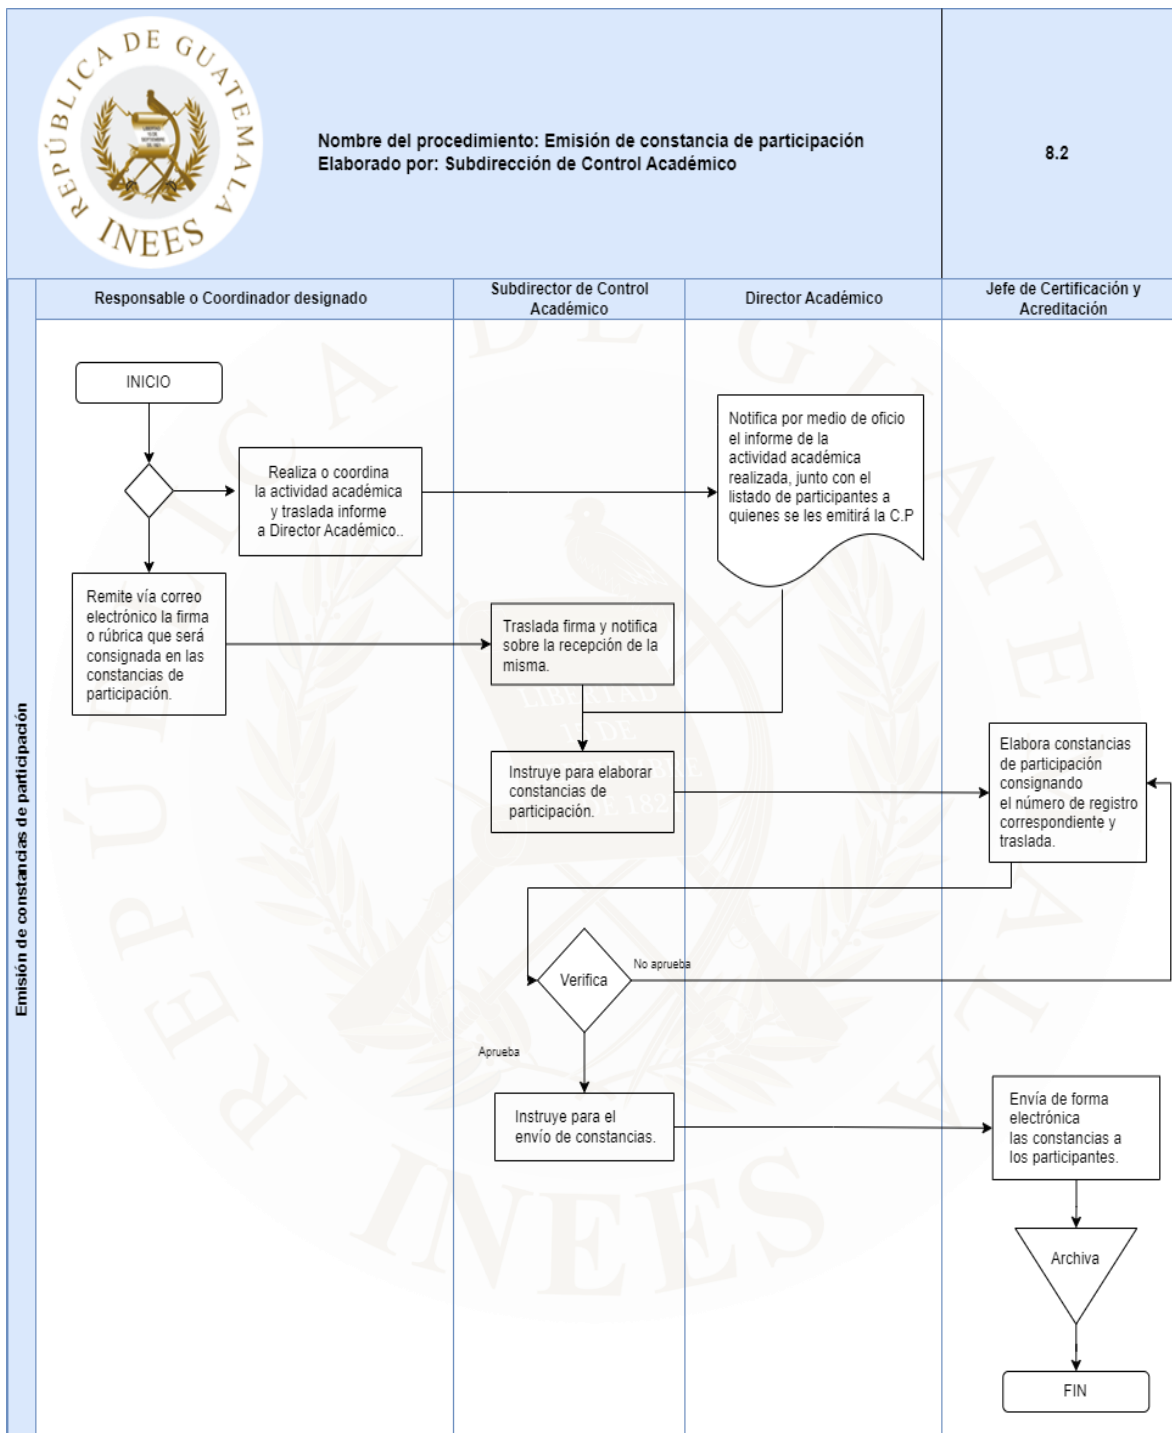 REPÚBLICA DE GUATEMALA
INEES
Nombre del procedimiento: Emisión de constancia de participación
Elaborado por: Subdirección de Control Académico
8.2
Emisión de constancias de participación
Responsable o Coordinador designado
Subdirector de Control
Académico
Director Académico
Jefe de Certificación y
Acreditación
INICIO
Realiza o coordina
la actividad académica
y traslada informe
a Director Académico..
Notifica por medio de oficio
el informe de la
actividad académica
realizada, junto con el
listado de participantes a
quienes se les emitirá la C.P
Remite vía correo
electrónico la firma
o rúbrica que será
consignada en las
constancias de
participación.
Traslada firma y notifica
sobre la recepción de la
misma.
Instruye para elaborar
constancias de
participación.
Elabora constancias
de participación
consignando
el número de registro
correspondiente y
traslada.
Verifica
No aprueba
Aprueba
Instruye para el
envío de constancias.
Envía de forma
electrónica
las constancias a
los participantes.
Archiva
FIN
REPÚBLICA DE GUATEMALA
INEES